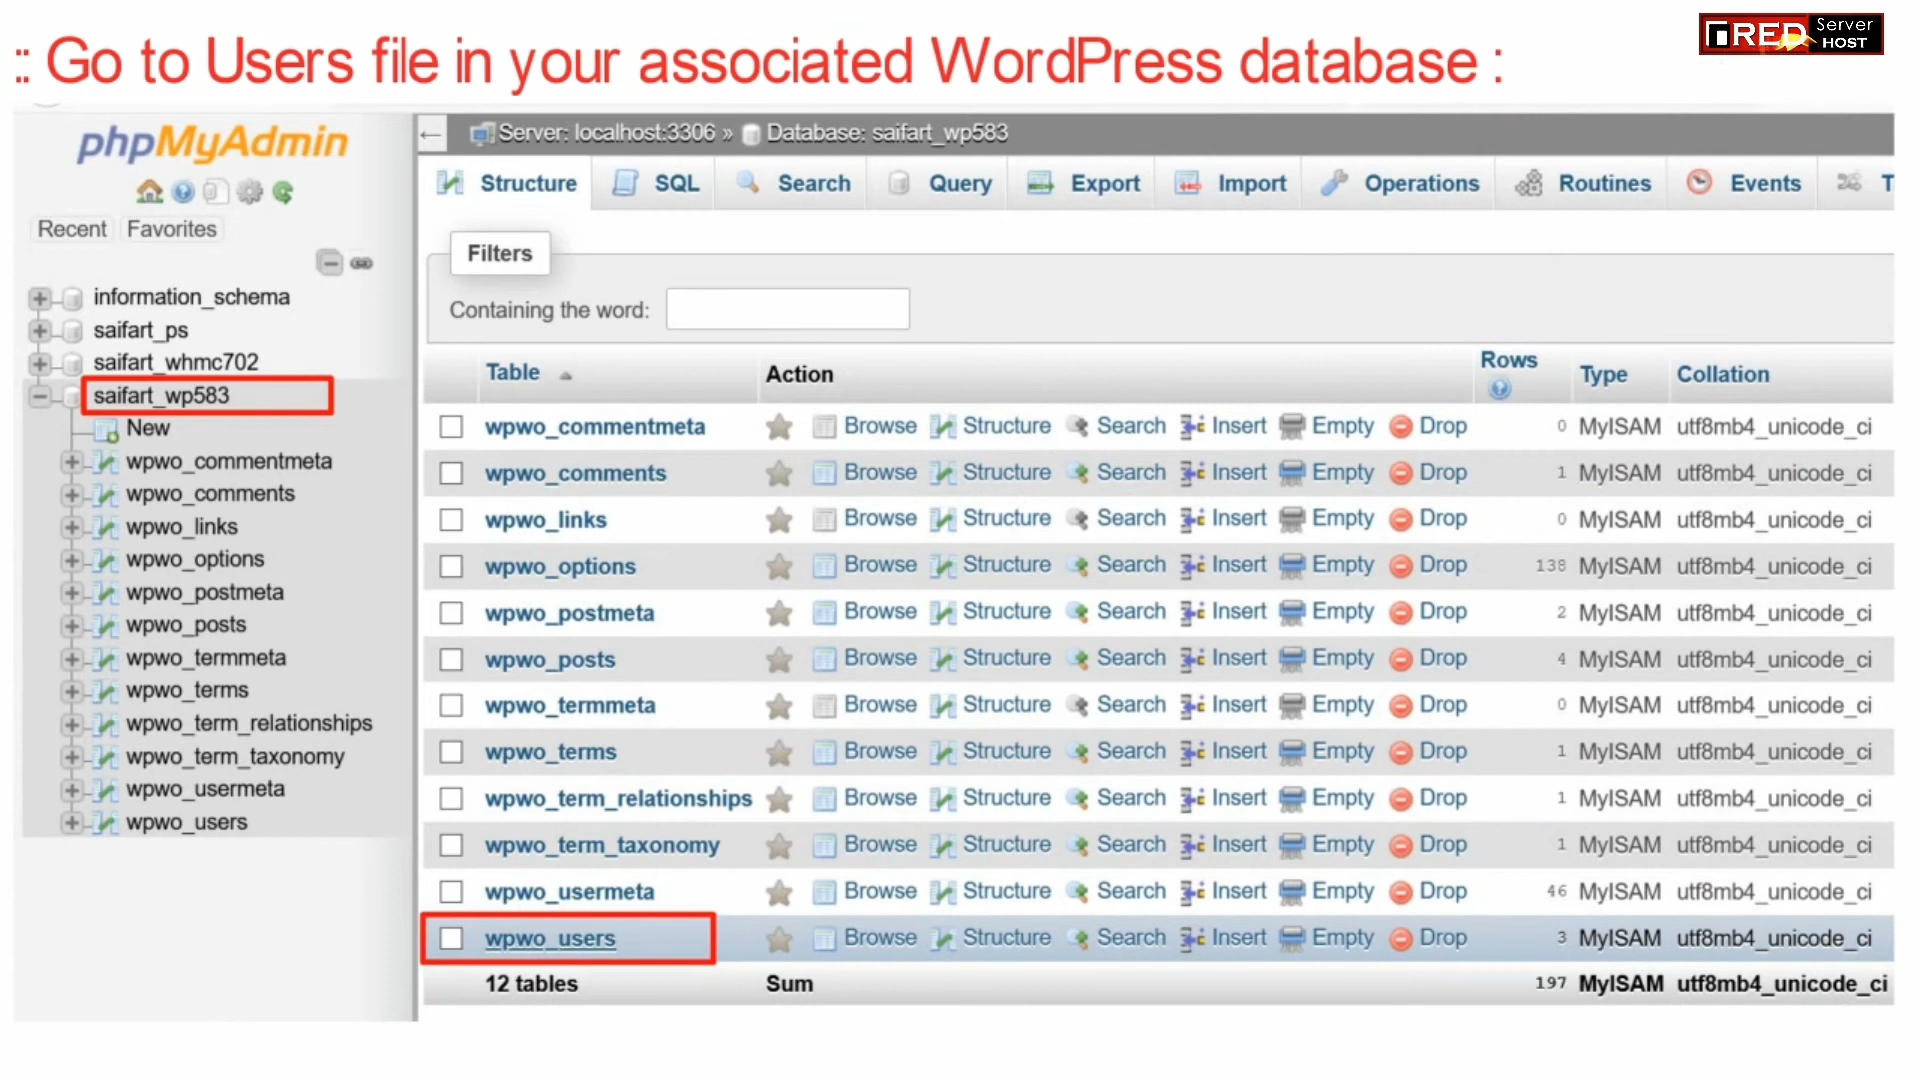 :: Go to Users file in your associated WordPress database :
RED Server HOST
phpMyAdmin
Recent Favorites
information_schema
saifart_ps
saifart_whmc702
saifart_wp583
New
wpwo_commentmeta
wpwo_comments
wpwo_links
wpwo_options
wpwo_postmeta
wpwo_posts
wpwo_termmeta
wpwo_terms
wpwo_term_relationships
wpwo_term_taxonomy
wpwo_usermeta
wpwo_users
← Server: localhost:3306 » Database: saifart_wp583
Structure SQL Search Query Export Import Operations Routines Events T
Filters
Containing the word:
Table Action Rows Type Collation
wpwo_commentmeta Browse Structure Search Insert Empty Drop 0 MyISAM utf8mb4_unicode_ci
wpwo_comments Browse Structure Search Insert Empty Drop 1 MyISAM utf8mb4_unicode_ci
wpwo_links Browse Structure Search Insert Empty Drop 0 MyISAM utf8mb4_unicode_ci
wpwo_options Browse Structure Search Insert Empty Drop 138 MyISAM utf8mb4_unicode_ci
wpwo_postmeta Browse Structure Search Insert Empty Drop 2 MyISAM utf8mb4_unicode_ci
wpwo_posts Browse Structure Search Insert Empty Drop 4 MyISAM utf8mb4_unicode_ci
wpwo_termmeta Browse Structure Search Insert Empty Drop 0 MyISAM utf8mb4_unicode_ci
wpwo_terms Browse Structure Search Insert Empty Drop 1 MyISAM utf8mb4_unicode_ci
wpwo_term_relationships Browse Structure Search Insert Empty Drop 1 MyISAM utf8mb4_unicode_ci
wpwo_term_taxonomy Browse Structure Search Insert Empty Drop 1 MyISAM utf8mb4_unicode_ci
wpwo_usermeta Browse Structure Search Insert Empty Drop 46 MyISAM utf8mb4_unicode_ci
wpwo_users Browse Structure Search Insert Empty Drop 3 MyISAM utf8mb4_unicode_ci
12 tables Sum 197 MyISAM utf8mb4_unicode_ci